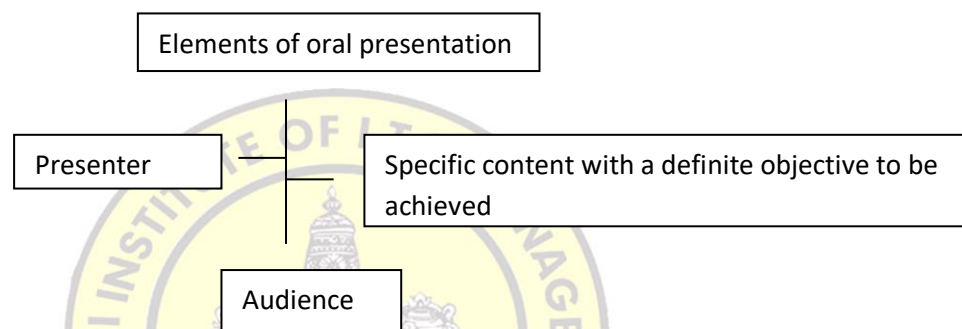 Elements of oral presentation
Presenter
Specific content with a definite objective to be
achieved
Audience